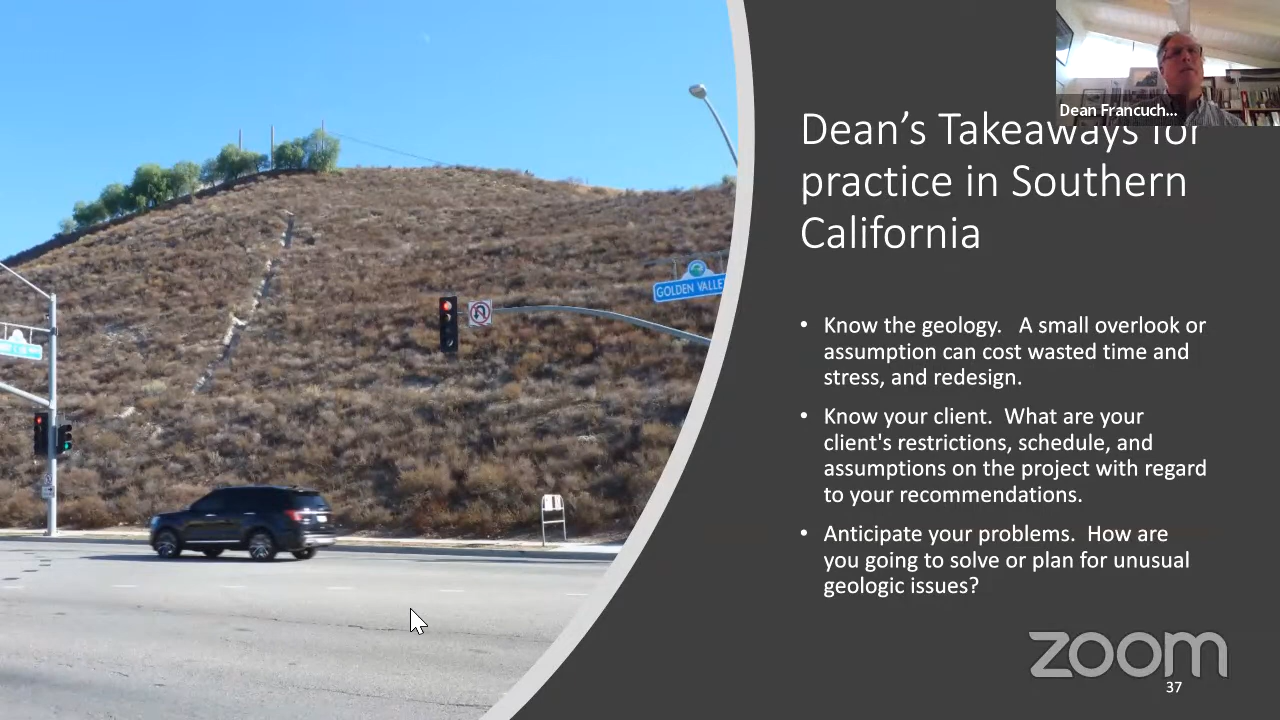 Dean Francuch...
Dean's Takeaways for
practice in Southern
California
• Know the geology.   A small overlook or
assumption can cost wasted time and
stress, and redesign.
• Know your client.  What are your
client's restrictions, schedule, and
assumptions on the project with regard
to your recommendations.
• Anticipate your problems.  How are
you going to solve or plan for unusual
geologic issues?
GOLDEN VALLE
zoom
37